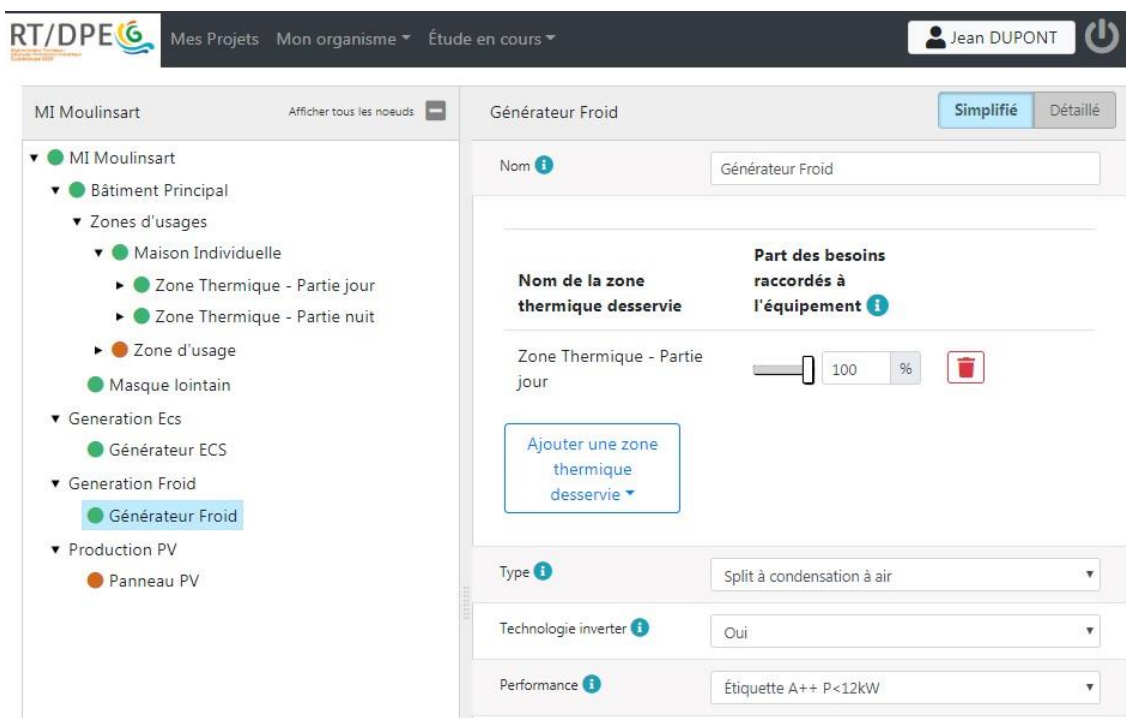 RT/DPE
Mes Projets Mon organisme Étude en cours
Jean DUPONT
MI Moulinsart Afficher tous les noeuds
MI Moulinsart
Bâtiment Principal
Zones d'usages
Maison Individuelle
Zone Thermique - Partie jour
Zone Thermique - Partie nuit
Zone d'usage
Masque lointain
Generation Ecs
Générateur ECS
Generation Froid
Générateur Froid
Production PV
Panneau PV
Générateur Froid
Simplifié Détaillé
Nom Générateur Froid
Nom de la zone
thermique desservie
Part des besoins
raccordés à
l'équipement
Zone Thermique - Partie
jour
100 %
Ajouter une zone
thermique
desservie
Type Split à condensation à air
Technologie inverter Oui
Performance Étiquette A++ P<12kW